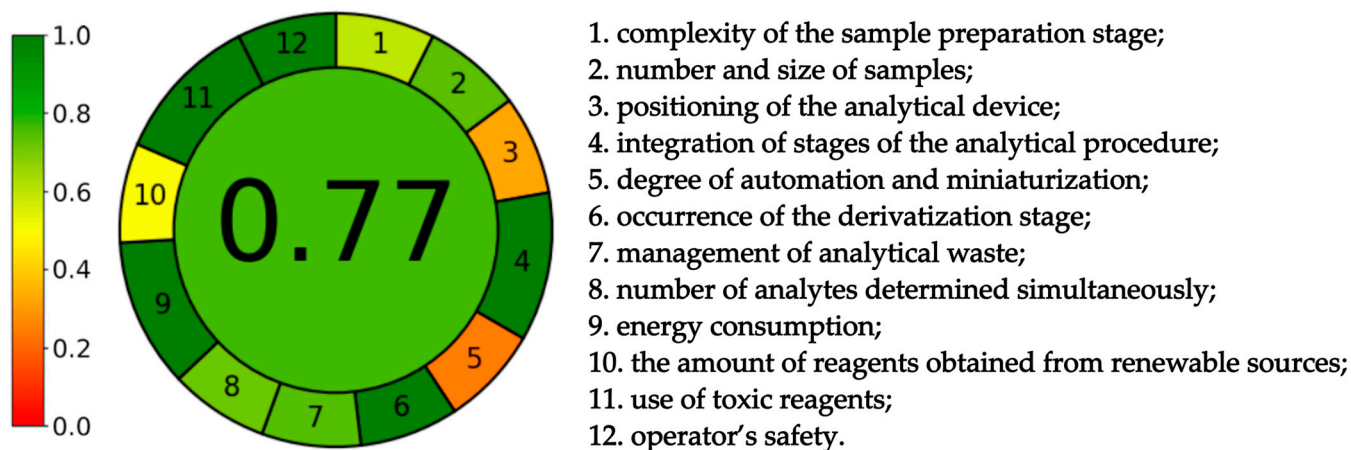 1.0
0.8
0.6
0.4
0.2
0.0
1
2
3
4
5
6
7
8
9
10
11
12
0.77
1. complexity of the sample preparation stage;
2. number and size of samples;
3. positioning of the analytical device;
4. integration of stages of the analytical procedure;
5. degree of automation and miniaturization;
6. occurrence of the derivatization stage;
7. management of analytical waste;
8. number of analytes determined simultaneously;
9. energy consumption;
10. the amount of reagents obtained from renewable sources;
11. use of toxic reagents;
12. operator’s safety.